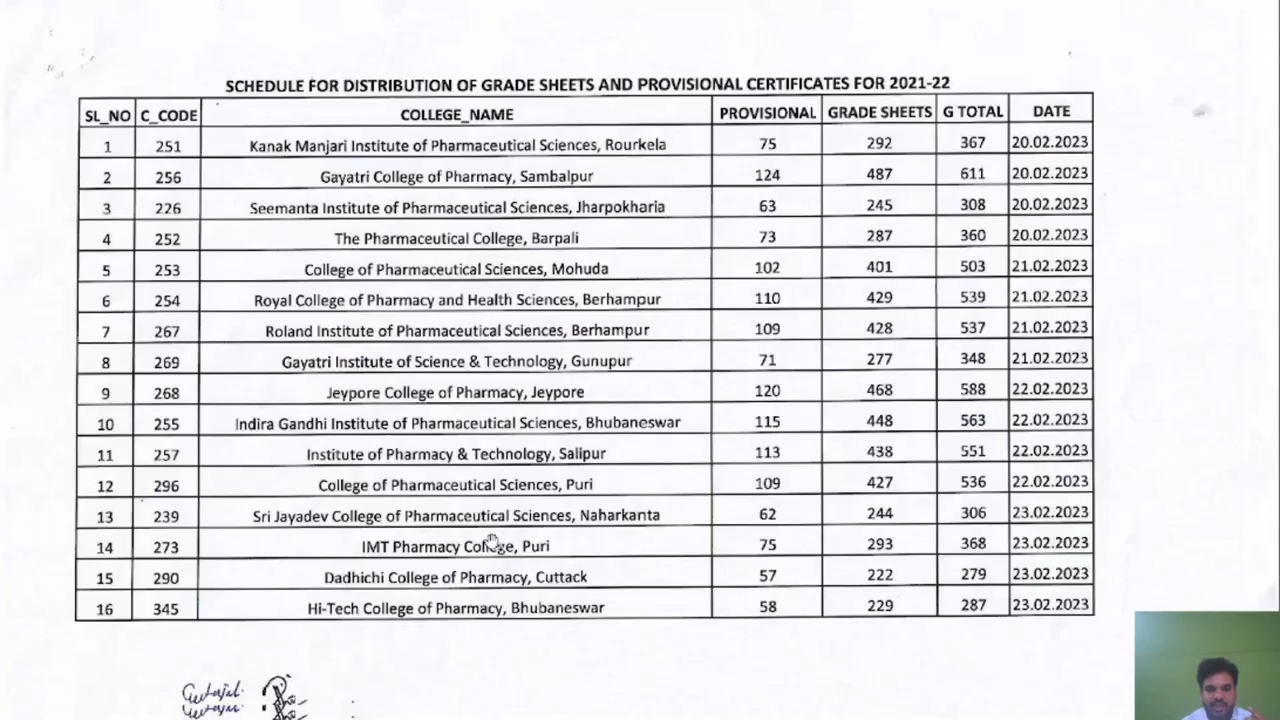 SCHEDULE FOR DISTRIBUTION OF GRADE SHEETS AND PROVISIONAL CERTIFICATES FOR 2021-22
SL_NO C_CODE COLLEGE_NAME PROVISIONAL GRADE SHEETS G TOTAL DATE
1 251 Kanak Manjari Institute of Pharmaceutical Sciences, Rourkela 75 292 367 20.02.2023
2 256 Gayatri College of Pharmacy, Sambalpur 124 487 611 20.02.2023
3 226 Seemanta Institute of Pharmaceutical Sciences, Jharpokharia 63 245 308 20.02.2023
4 252 The Pharmaceutical College, Barpali 73 287 360 20.02.2023
5 253 College of Pharmaceutical Sciences, Mohuda 102 401 503 21.02.2023
6 254 Royal College of Pharmacy and Health Sciences, Berhampur 110 429 539 21.02.2023
7 267 Roland Institute of Pharmaceutical Sciences, Berhampur 109 428 537 21.02.2023
8 269 Gayatri Institute of Science & Technology, Gunupur 71 277 348 21.02.2023
9 268 Jeypore College of Pharmacy, Jeypore 120 468 588 22.02.2023
10 255 Indira Gandhi Institute of Pharmaceutical Sciences, Bhubaneswar 115 448 563 22.02.2023
11 257 Institute of Pharmacy & Technology, Salipur 113 438 551 22.02.2023
12 296 College of Pharmaceutical Sciences, Puri 109 427 536 22.02.2023
13 239 Sri Jayadev College of Pharmaceutical Sciences, Naharkanta 62 244 306 23.02.2023
14 273 IMT Pharmacy College, Puri 75 293 368 23.02.2023
15 290 Dadhichi College of Pharmacy, Cuttack 57 222 279 23.02.2023
16 345 Hi-Tech College of Pharmacy, Bhubaneswar 58 229 287 23.02.2023